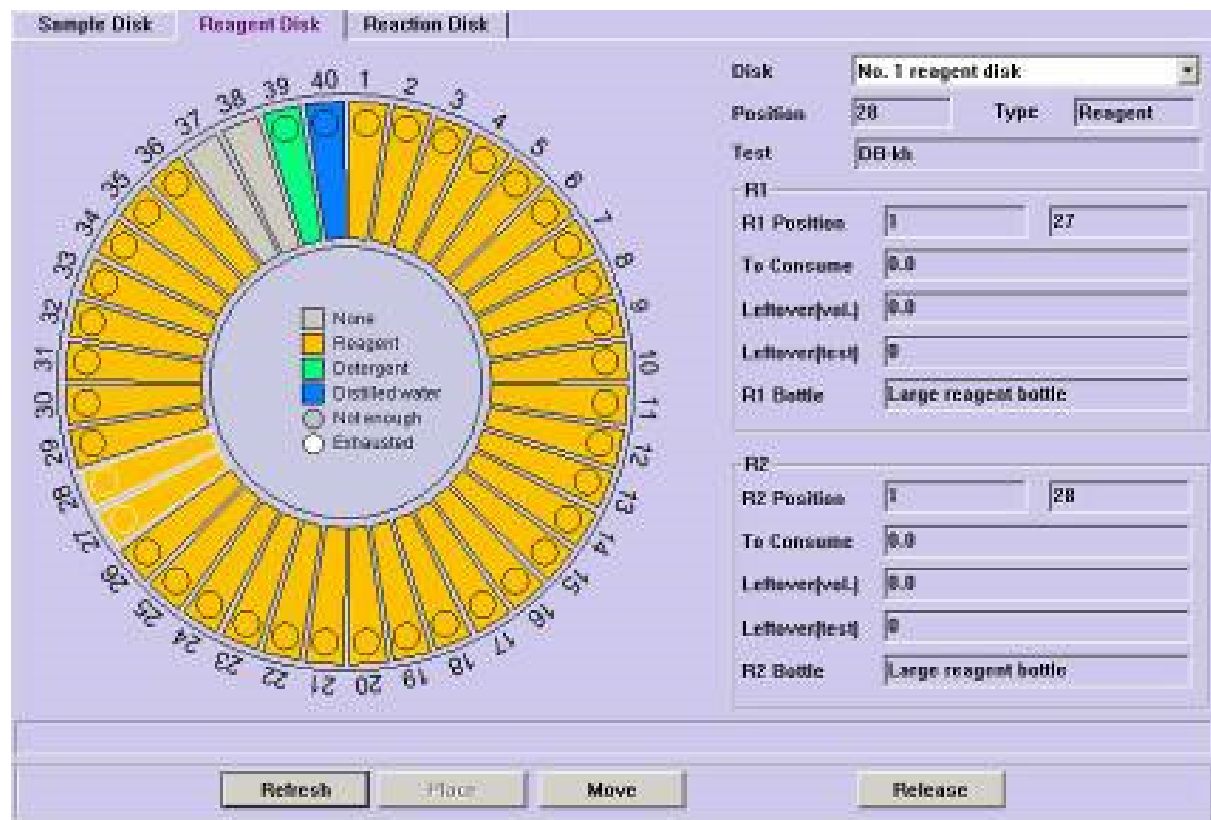 Sample Disk Reagent Disk Reaction Disk
Disk No. 1 reagent disk
Position 28 Type Reagent
Test
R1
R1 Position 1 27
To Consume 0.0
Leftover(vol.) 0.0
Leftover(test) 0
R1 Bottle Large reagent bottle
R2
R2 Position 1 28
To Consume 0.0
Leftover(vol.) 0.0
Leftover(test) 0
R2 Bottle Large reagent bottle
1
2
3
4
5
6
7
8
9
10
11
12
13
14
15
16
17
18
19
20
21
22
23
24
25
26
27
28
29
30
31
32
33
34
35
36
37
38
39
40
None
Reagent
Detergent
Distilled water
Not enough
Exhausted
Refresh Place Move Release